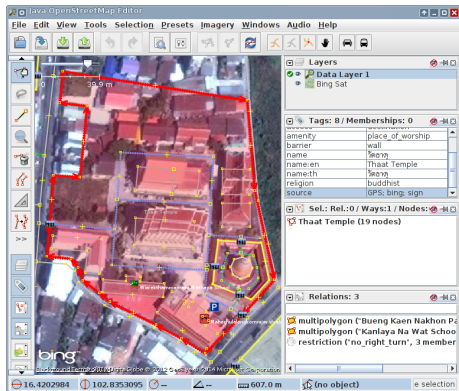 Java OpenStreetMap Editor
File Edit View Tools Selection Presets Imagery Windows Audio Help
0 39.9 m
Layers
Data Layer 1
Bing Sat
Tags: 8 / Memberships: 0
amenity place_of_worship
barrier wall
name วัดธาตุ
name:en Thaat Temple
name:th วัดธาตุ
religion buddhist
source GPS; bing; sign
Sel.: Rel.:0 / Ways:1 / Nodes:
Thaat Temple (19 nodes)
Relations: 3
multipolygon ("Bueng Kaen Nakhon Pa
multipolygon ("Kanlaya Na Wat Schoo
restriction ("no_right_turn", 3 member
>>
P
bing
16.4202984 102.8353095 -- -- 607.0 m (no object) e selection